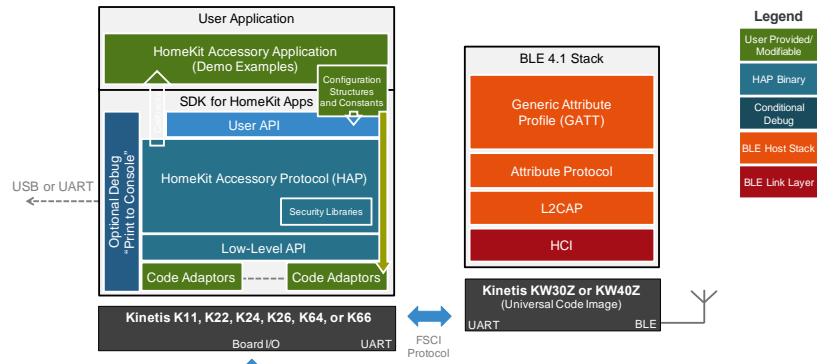 User Application
HomeKit Accessory Application
(Demo Examples)
Configuration
Structures
and Constants
SDK for HomeKit Apps
User API
Optional Debug
“Print to Console”
HomeKit Accessory Protocol (HAP)
Security Libraries
Low-Level API
Code Adaptors
Code Adaptors
USB or UART
Kinetis K11, K22, K24, K26, K64, or K66
Board I/O
UART
FSCI
Protocol
BLE 4.1 Stack
Generic Attribute
Profile (GATT)
Attribute Protocol
L2CAP
HCI
Kinetis KW30Z or KW40Z
(Universal Code Image)
UART
BLE
Legend
User Provided/
Modifiable
HAP Binary
Conditional
Debug
BLE Host Stack
BLE Link Layer